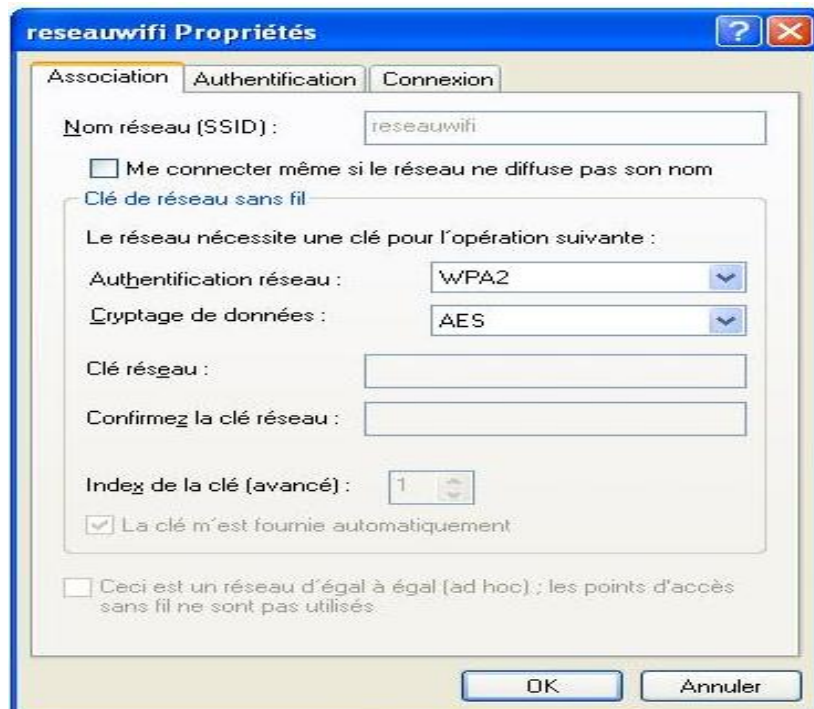 reseauwifi Propriétés
Association Authentification Connexion
Nom réseau (SSID) : reseauwifi
Me connecter même si le réseau ne diffuse pas son nom
Clé de réseau sans fil
Le réseau nécessite une clé pour l'opération suivante :
Authentification réseau : WPA2
Cryptage de données : AES
Clé réseau :
Confirmez la clé réseau :
Index de la clé (avancé) : 1
La clé m'est fournie automatiquement
Ceci est un réseau d'égal à égal (ad hoc) ; les points d'accès
sans fil ne sont pas utilisés
OK Annuler